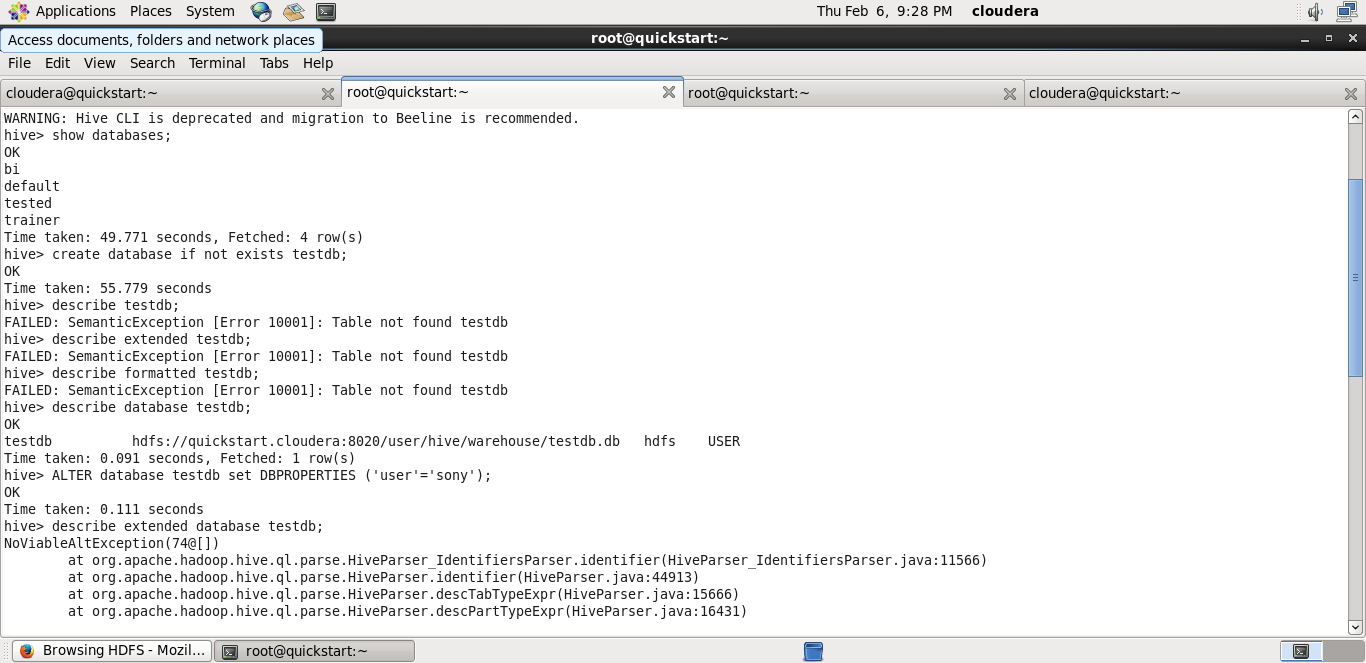 Applications Places System Thu Feb 6, 9:28 PM cloudera
Access documents, folders and network places root@quickstart:~
File Edit View Search Terminal Tabs Help
cloudera@quickstart:~ root@quickstart:~ root@quickstart:~ cloudera@quickstart:~
WARNING: Hive CLI is deprecated and migration to Beeline is recommended.
hive> show databases;
OK
bi
default
tested
trainer
Time taken: 49.771 seconds, Fetched: 4 row(s)
hive> create database if not exists testdb;
OK
Time taken: 55.779 seconds
hive> describe testdb;
FAILED: SemanticException [Error 10001]: Table not found testdb
hive> describe extended testdb;
FAILED: SemanticException [Error 10001]: Table not found testdb
hive> describe formatted testdb;
FAILED: SemanticException [Error 10001]: Table not found testdb
hive> describe database testdb;
OK
testdb hdfs://quickstart.cloudera:8020/user/hive/warehouse/testdb.db hdfs USER
Time taken: 0.091 seconds, Fetched: 1 row(s)
hive> ALTER database testdb set DBPROPERTIES ('user'='sony');
OK
Time taken: 0.111 seconds
hive> describe extended database testdb;
NoViableAltException(74@[])
at org.apache.hadoop.hive.ql.parse.HiveParser_IdentifiersParser.identifier(HiveParser_IdentifiersParser.java:11566)
at org.apache.hadoop.hive.ql.parse.HiveParser.identifier(HiveParser.java:44913)
at org.apache.hadoop.hive.ql.parse.HiveParser.descTabTypeExpr(HiveParser.java:15666)
at org.apache.hadoop.hive.ql.parse.HiveParser.descPartTypeExpr(HiveParser.java:16431)
Browsing HDFS - Mozil... root@quickstart:~